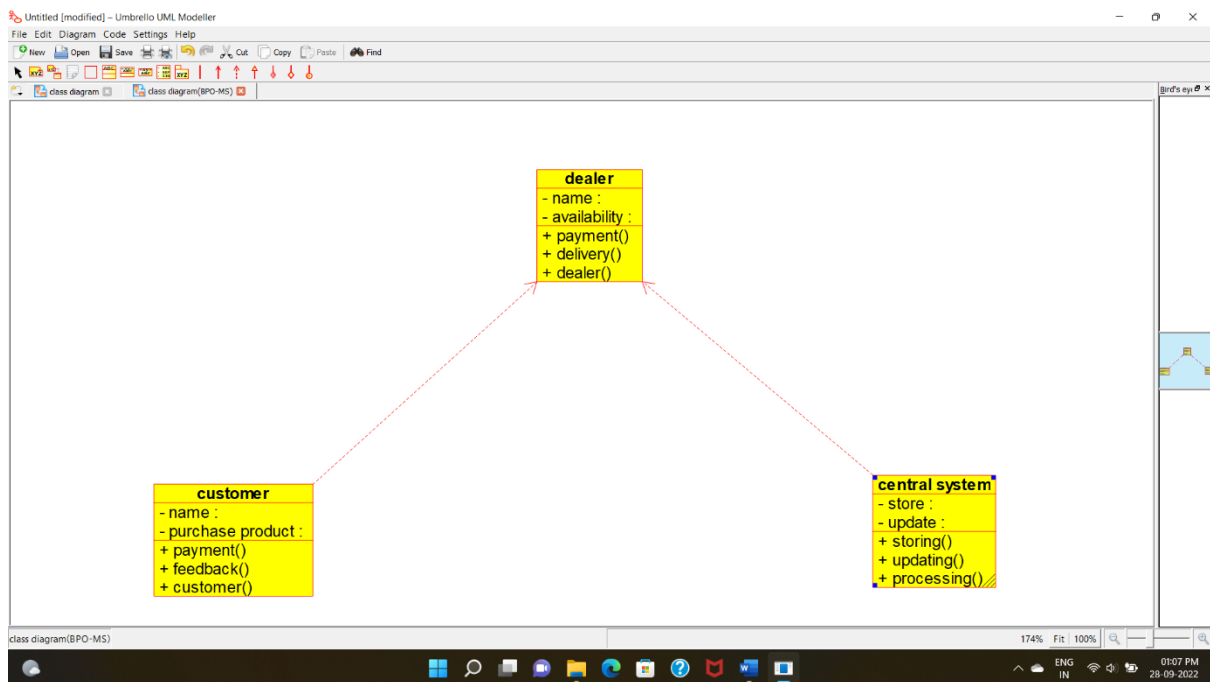 Untitled [modified] – Umbrello UML Modeller
File Edit Diagram Code Settings Help
New Open Save Cut Copy Paste Find
class diagram class diagram(BPO-MS) Bird's eye
dealer
- name :
- availability :
+ payment()
+ delivery()
+ dealer()
customer
- name :
- purchase product :
+ payment()
+ feedback()
+ customer()
central system
- store :
- update :
+ storing()
+ updating()
+ processing()
class diagram(BPO-MS) 174% Fit 100%
ENG
IN
01:07 PM
28-09-2022